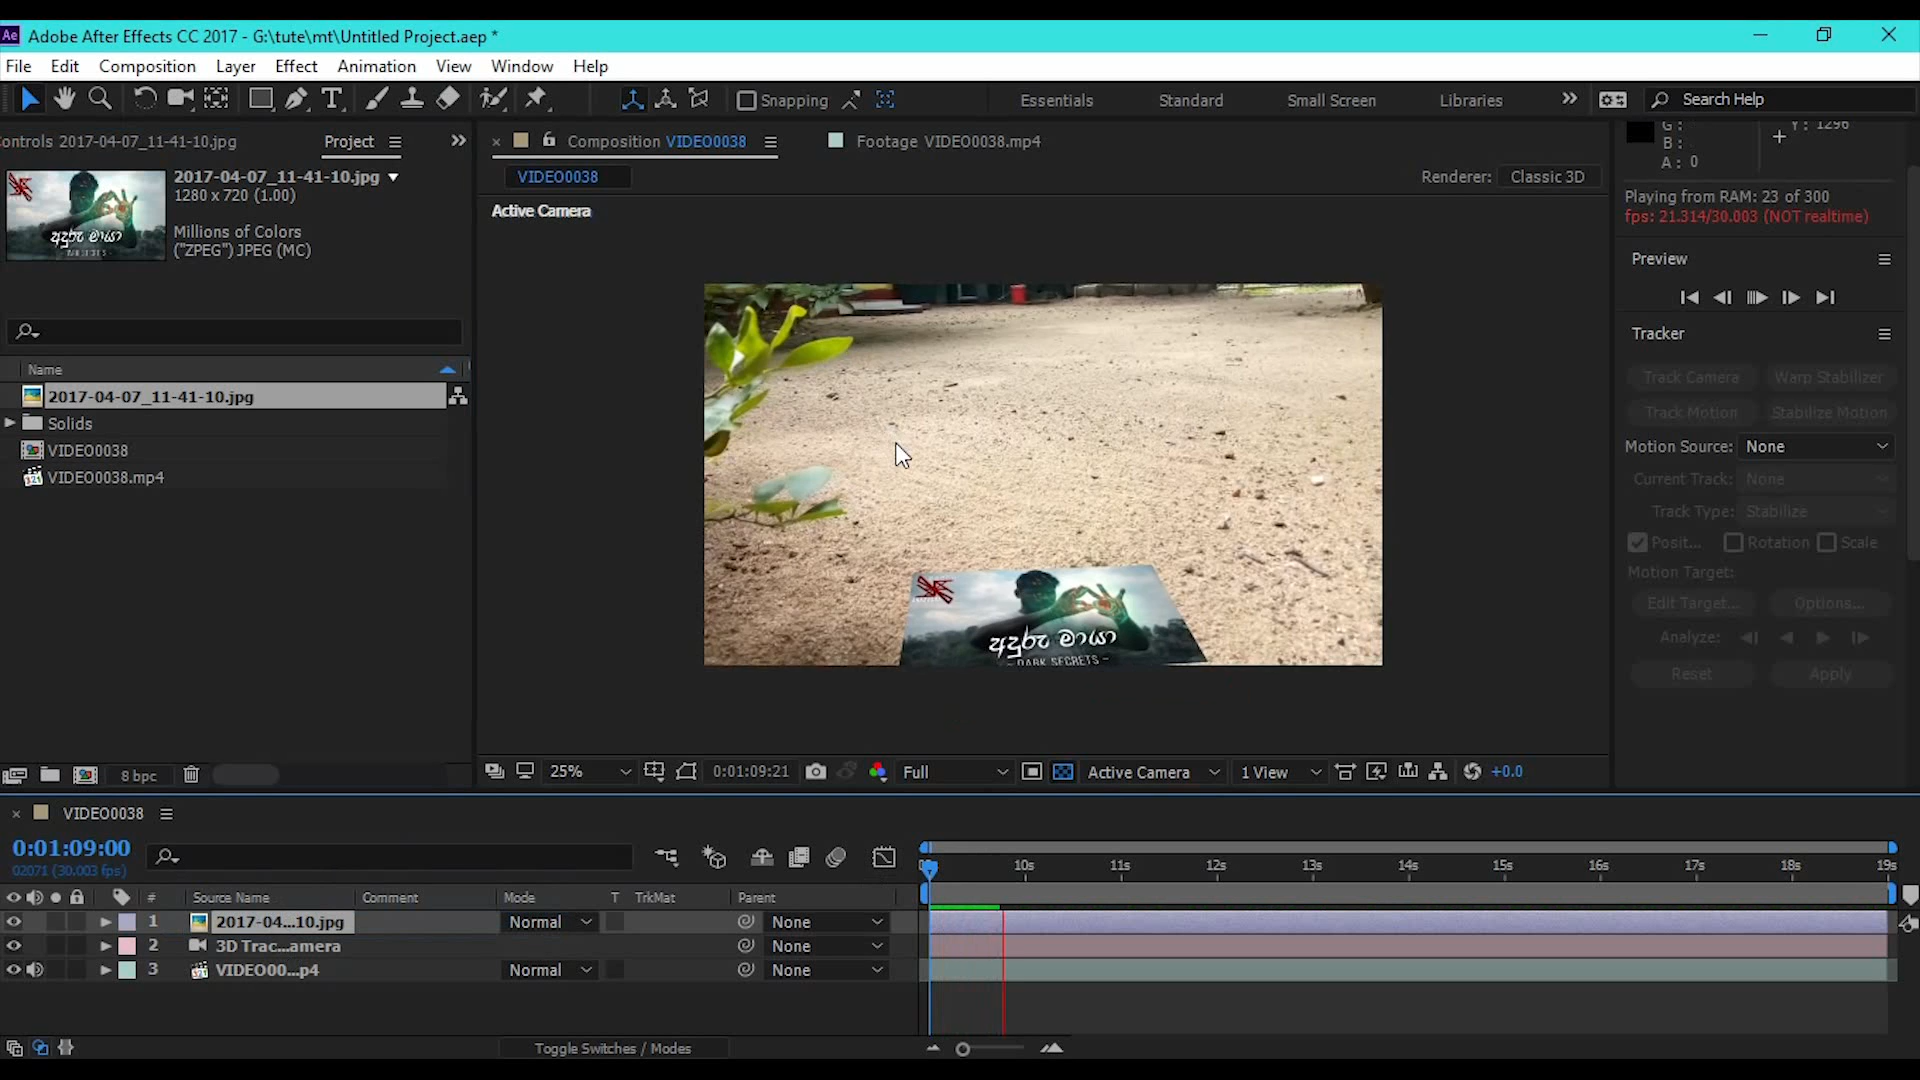 Ae Adobe After Effects CC 2017 - G:\tute\mt\Untitled Project.aep *
File Edit Composition Layer Effect Animation View Window Help
Snapping Essentials Standard Small Screen Libraries Search Help
ontrols 2017-04-07_11-41-10.jpg Project
Composition VIDEO0038 Footage VIDEO0038.mp4
G: Y: 1296
B:
A: 0
2017-04-07_11-41-10.jpg
1280 x 720 (1.00)
Millions of Colors
("ZPEG") JPEG (MC)
අඳුරු මායා
VIDEO0038
Renderer: Classic 3D
Active Camera
Playing from RAM: 23 of 300
fps: 21.314/30.003 (NOT realtime)
Preview
Tracker
Track Camera Warp Stabilizer
Track Motion Stabilize Motion
Motion Source: None
Current Track: None
Track Type: Stabilize
Posit... Rotation Scale
Motion Target:
Edit Target... Options...
Analyze:
Reset Apply
Name
2017-04-07_11-41-10.jpg
Solids
VIDEO0038
VIDEO0038.mp4
අඳුරු මායා
- DARK SECRETS -
8 bpc
25% 0:01:09:21 Full Active Camera 1 View +0.0
VIDEO0038
0:01:09:00
02071 (30.003 fps)
10s 11s 12s 13s 14s 15s 16s 17s 18s 19s
# Source Name Comment Mode T TrkMat Parent
1 2017-04...10.jpg Normal None
2 3D Trac...amera None
3 VIDEO00...p4 Normal None
Toggle Switches / Modes